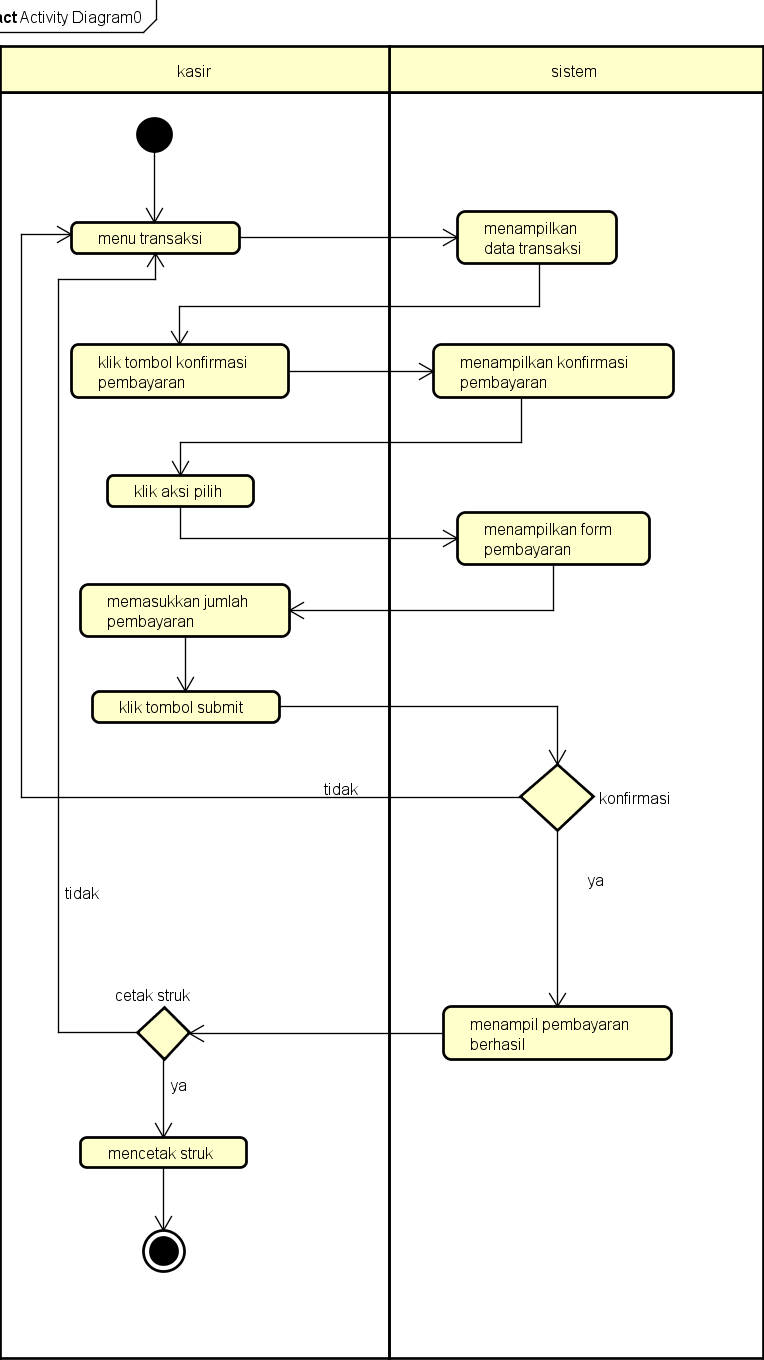 act Activity Diagram0
kasir
sistem
menu transaksi
menampilkan
data transaksi
klik tombol konfirmasi
pembayaran
menampilkan konfirmasi
pembayaran
klik aksi pilih
menampilkan form
pembayaran
memasukkan jumlah
pembayaran
klik tombol submit
tidak
konfirmasi
ya
tidak
cetak struk
menampil pembayaran
berhasil
ya
mencetak struk